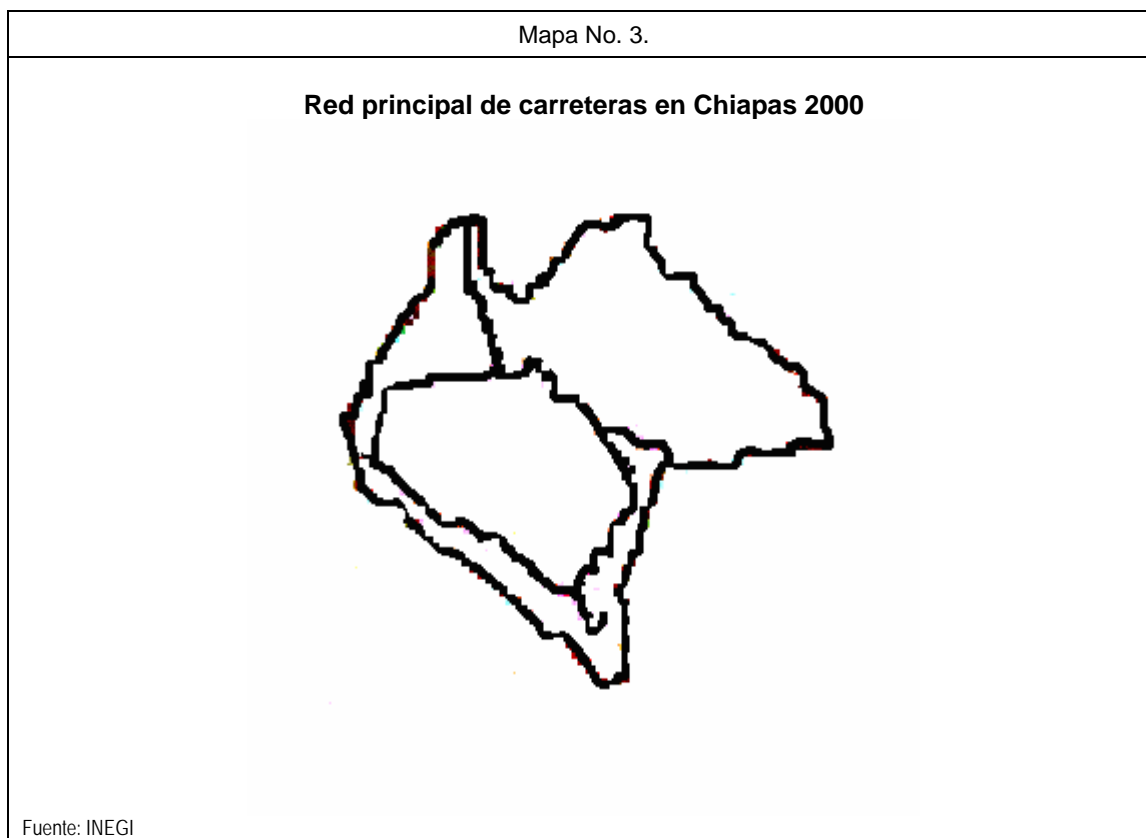 Mapa No. 3.
Red principal de carreteras en Chiapas 2000
Fuente: INEGI